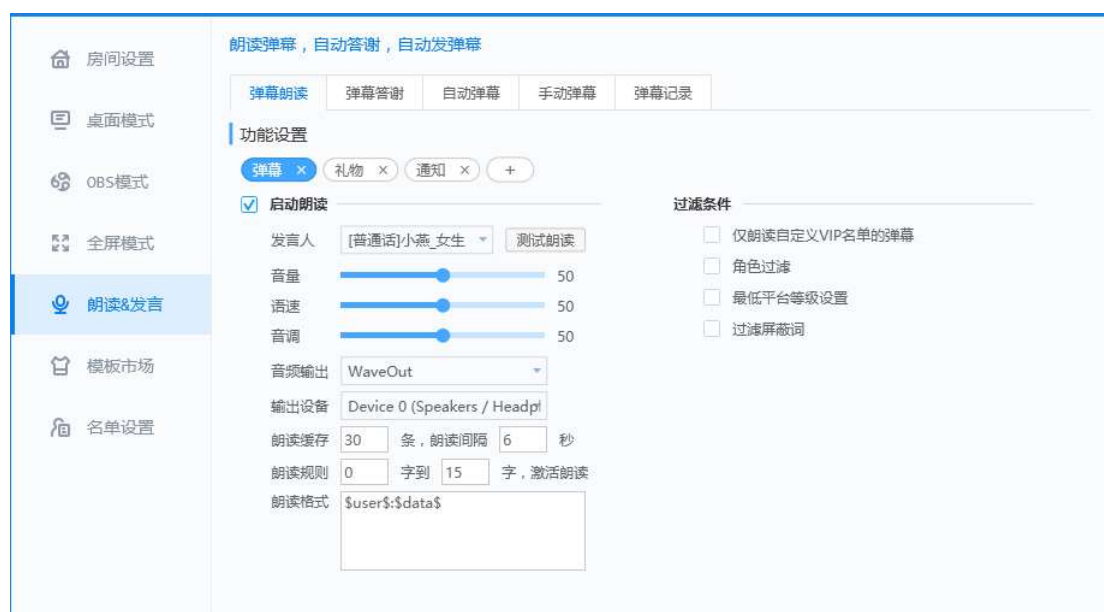 房间设置
桌面模式
OBS模式
全屏模式
朗读&发言
模板市场
名单设置
朗读弹幕，自动答谢，自动发弹幕
弹幕朗读 弹幕答谢 自动弹幕 手动弹幕 弹幕记录
功能设置
弹幕 × 礼物 × 通知 × +
启动朗读
发言人 [普通话]小燕_女生 测试朗读
音量 50
语速 50
音调 50
音频输出 WaveOut
输出设备 Device 0 (Speakers / Headp
朗读缓存 30 条，朗读间隔 6 秒
朗读规则 0 字到 15 字，激活朗读
朗读格式 $user$:$data$
过滤条件
仅朗读自定义VIP名单的弹幕
角色过滤
最低平台等级设置
过滤屏蔽词